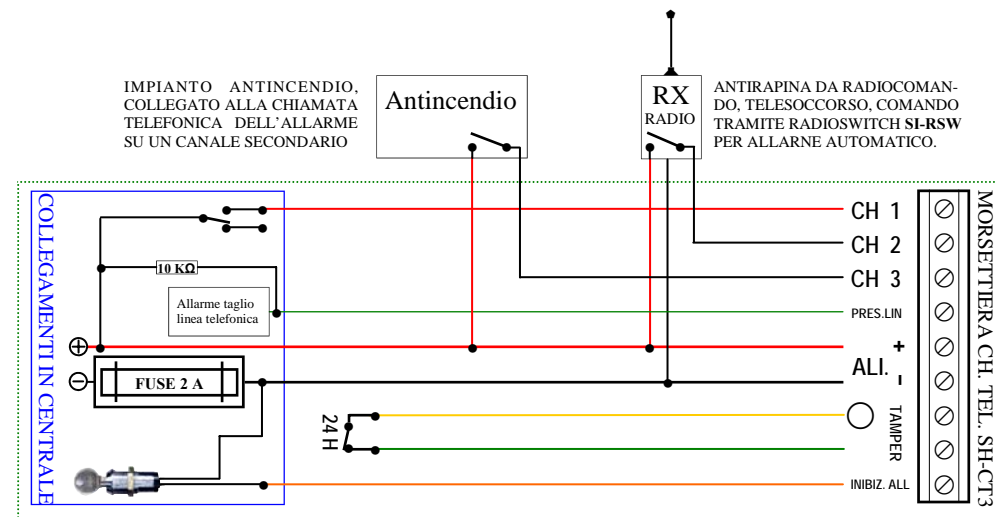 IMPIANTO ANTINCENDIO,
COLLEGATO ALLA CHIAMATA
TELEFONICA DELL'ALLARME
SU UN CANALE SECONDARIO
Antincendio
RX
RADIO
ANTIRAPINA DA RADIOCOMAN-
DO, TELESOCCORSO, COMANDO
TRAMITE RADIOSWITCH SI-RSW
PER ALLARNE AUTOMATICO.
COLLEGAMENTI IN CENTRALE
10 KΩ
Allarme taglio
linea telefonica
+
-
FUSE 2 A
24 H
CH 1
CH 2
CH 3
PRES.LIN
ALI.
+
-
TAMPER
INIBIZ. ALL
MORSETTIERA CH. TEL. SH-CT3